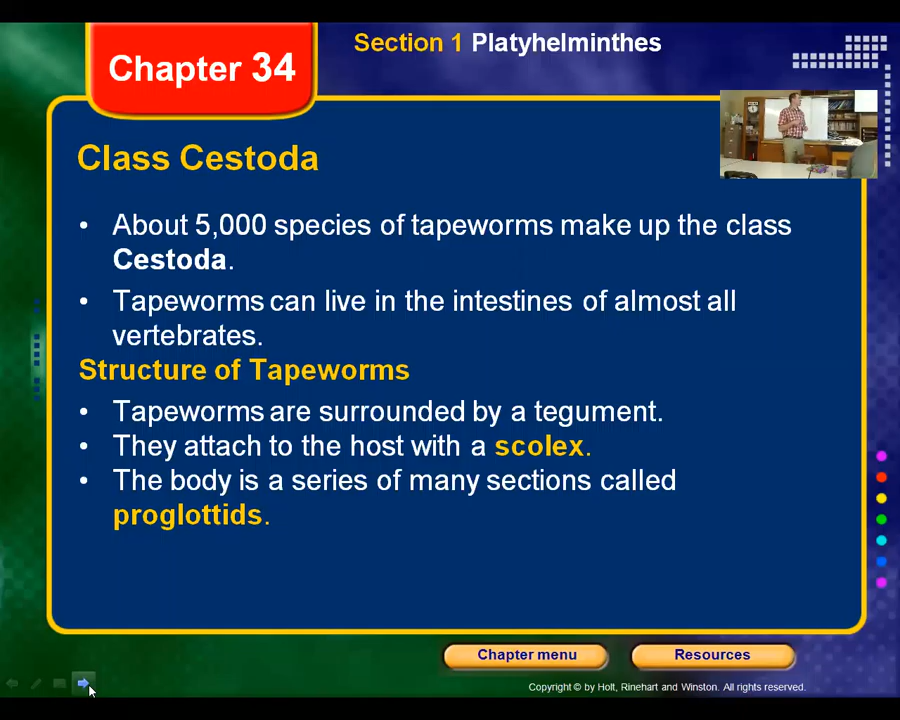 Chapter 34
Section 1 Platyhelminthes
Class Cestoda
• About 5,000 species of tapeworms make up the class
Cestoda.
• Tapeworms can live in the intestines of almost all
vertebrates.
Structure of Tapeworms
• Tapeworms are surrounded by a tegument.
• They attach to the host with a scolex.
• The body is a series of many sections called
proglottids.
Chapter menu
Resources
Copyright © by Holt, Rinehart and Winston. All rights reserved.